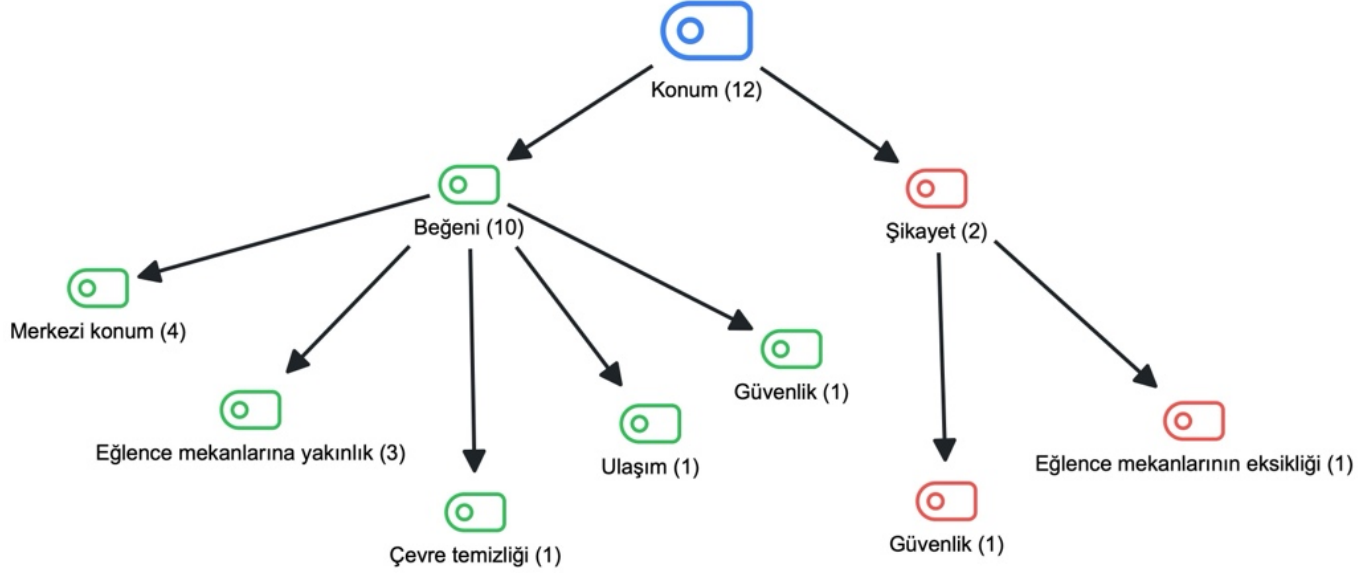 Konum (12)
Beğeni (10)
Şikayet (2)
Merkezi konum (4)
Eğlence mekanlarına yakınlık (3)
Çevre temizliği (1)
Ulaşım (1)
Güvenlik (1)
Güvenlik (1)
Eğlence mekanlarının eksikliği (1)